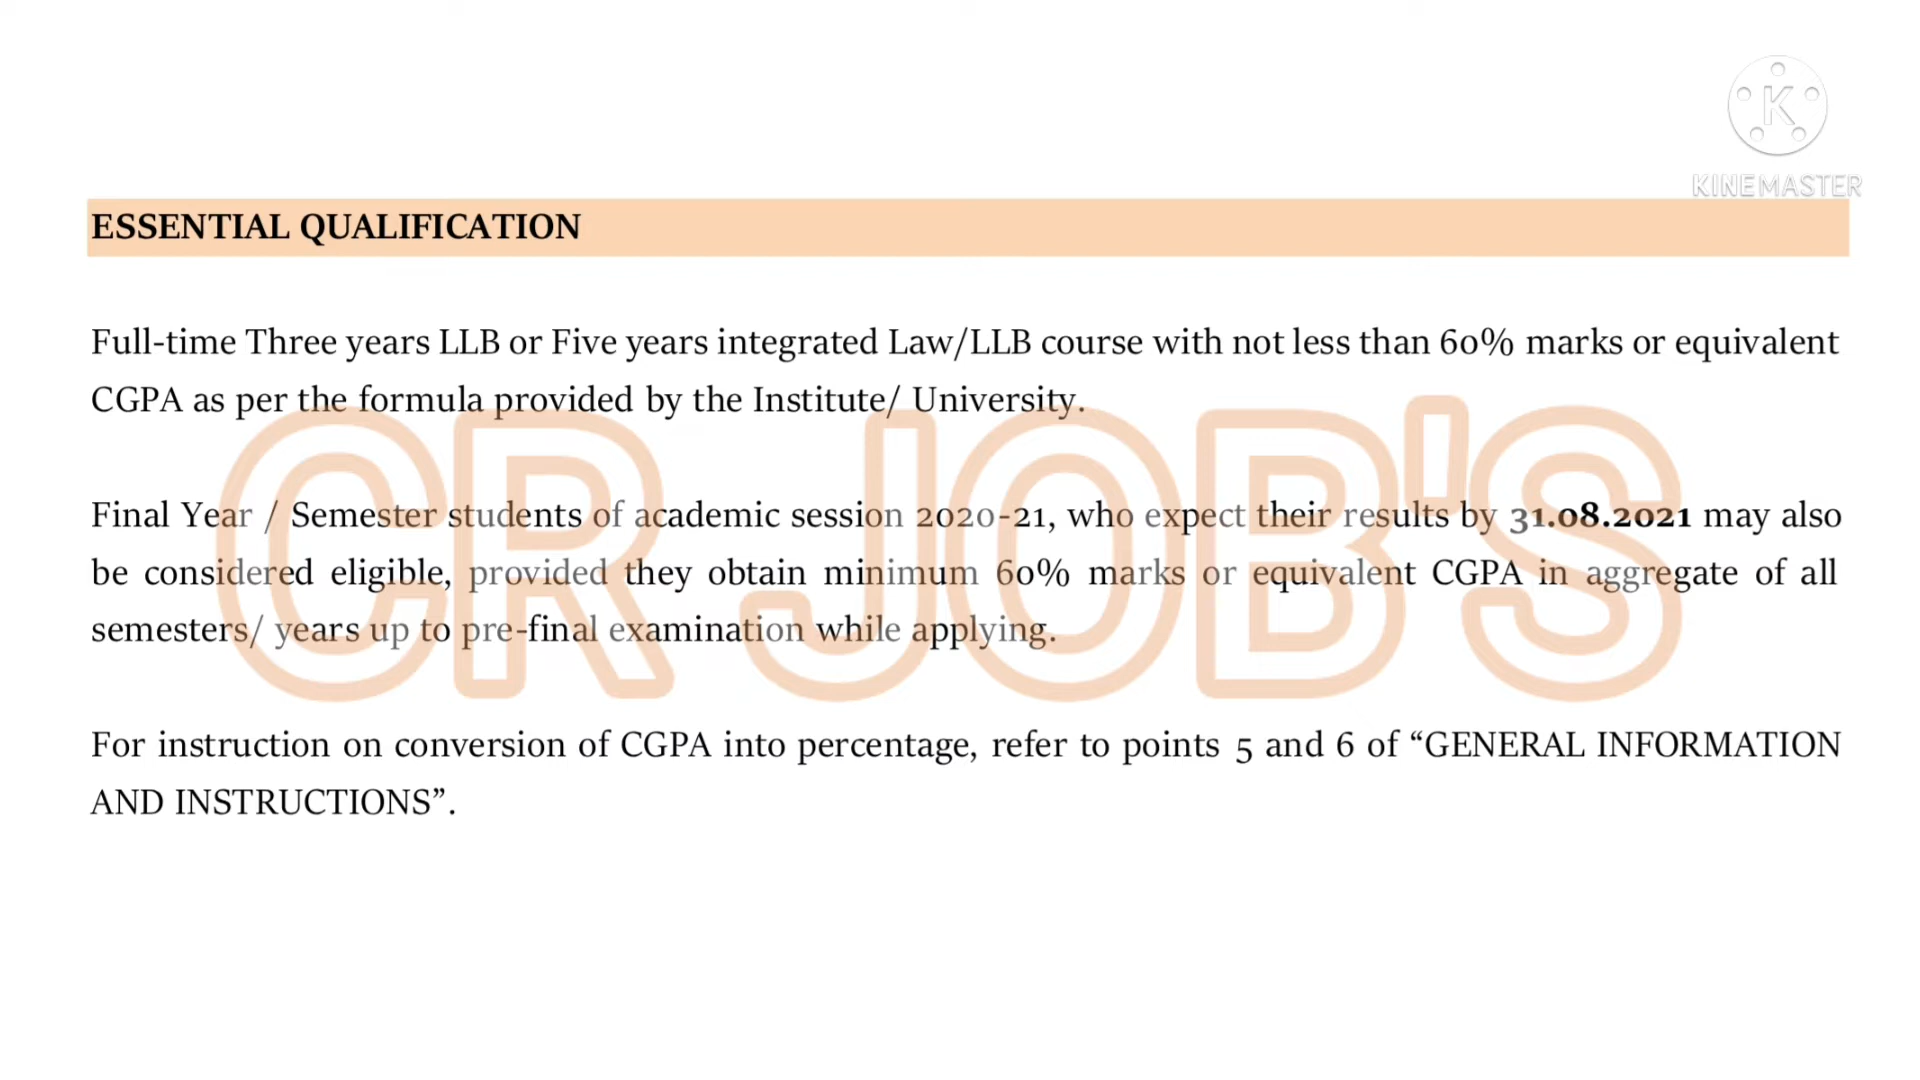 K
KINEMASTER
ESSENTIAL QUALIFICATION
Full-time Three years LLB or Five years integrated Law/LLB course with not less than 60% marks or equivalent
CGPA as per the formula provided by the Institute/ University.
CR JOB'S
Final Year / Semester students of academic session 2020-21, who expect their results by 31.08.2021 may also
be considered eligible, provided they obtain minimum 60% marks or equivalent CGPA in aggregate of all
semesters/ years up to pre-final examination while applying.
For instruction on conversion of CGPA into percentage, refer to points 5 and 6 of “GENERAL INFORMATION
AND INSTRUCTIONS”.